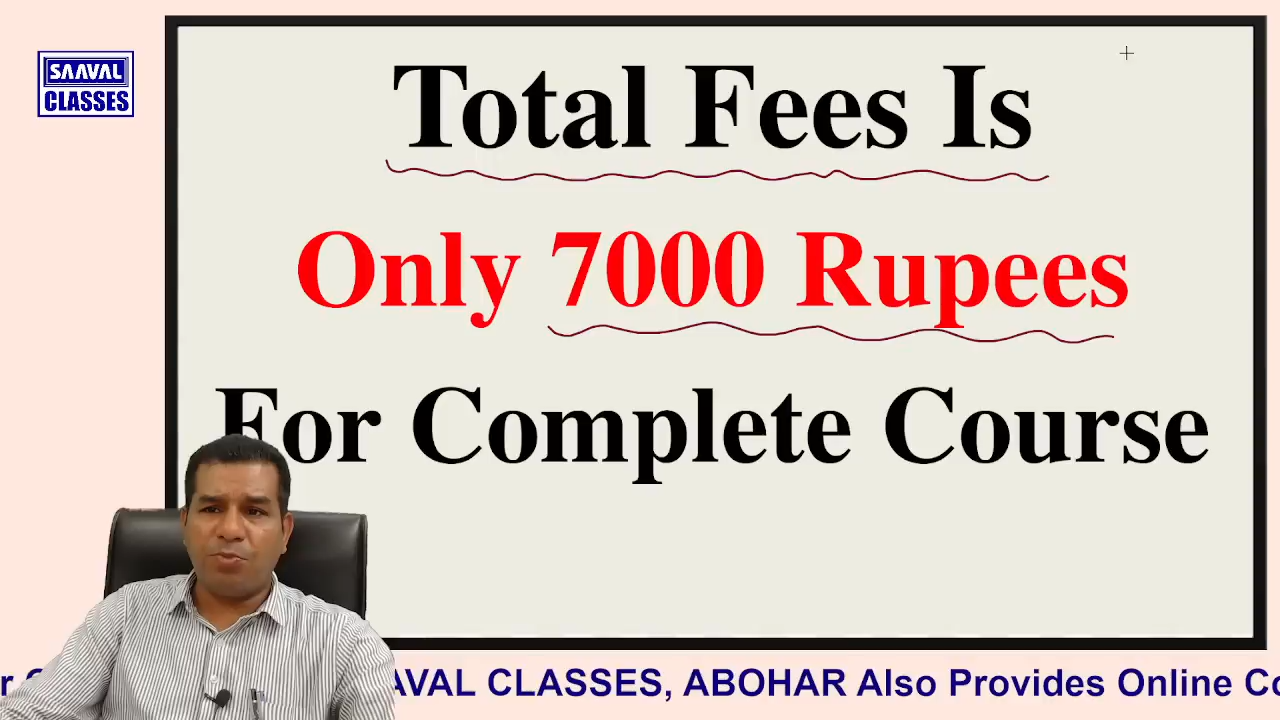 SAAVAL
CLASSES
Total Fees Is
Only 7000 Rupees
For Complete Course
AVAL CLASSES, ABOHAR Also Provides Online